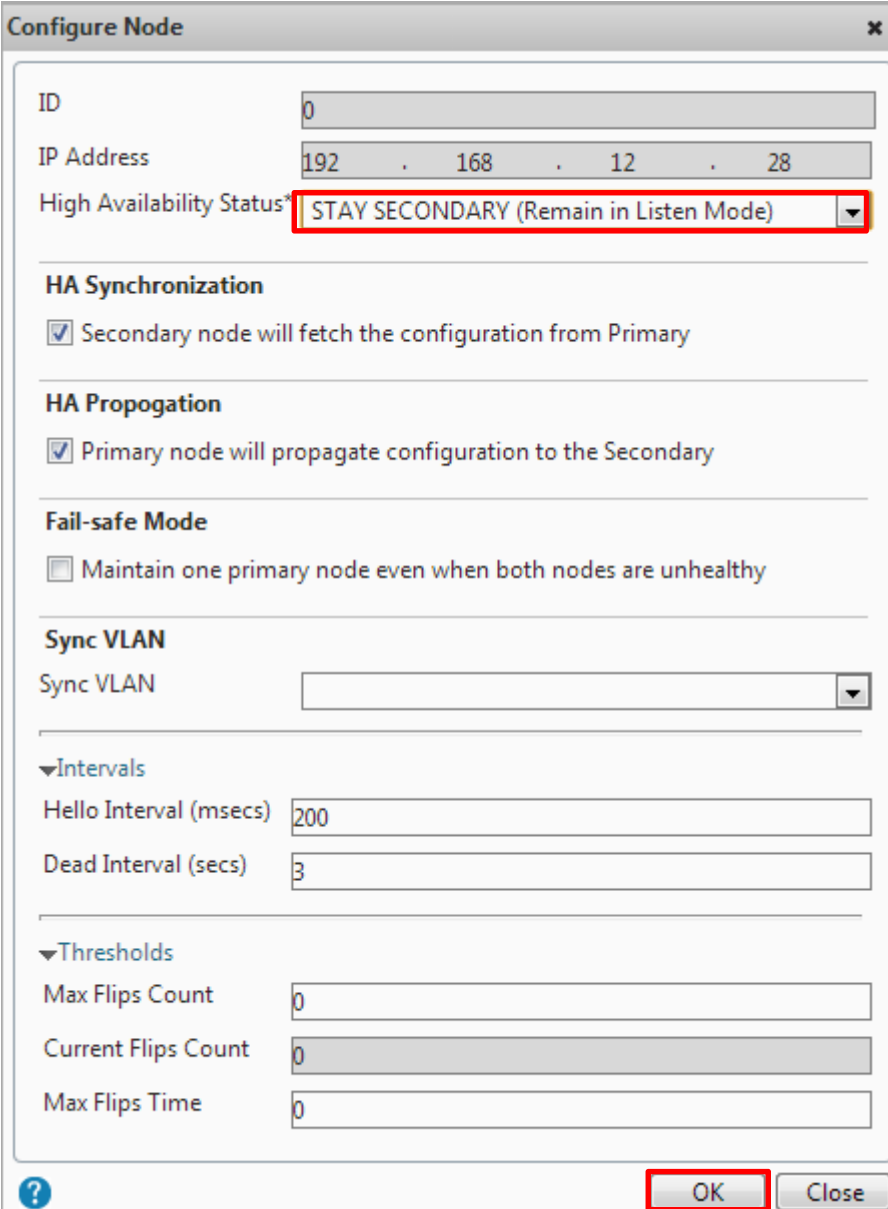 Configure Node
ID
0
IP Address
192 . 168 . 12 . 28
High Availability Status*
STAY SECONDARY (Remain in Listen Mode)
HA Synchronization
Secondary node will fetch the configuration from Primary
HA Propogation
Primary node will propagate configuration to the Secondary
Fail-safe Mode
Maintain one primary node even when both nodes are unhealthy
Sync VLAN
Sync VLAN
Intervals
Hello Interval (msecs)
200
Dead Interval (secs)
3
Thresholds
Max Flips Count
0
Current Flips Count
0
Max Flips Time
0
?
OK
Close